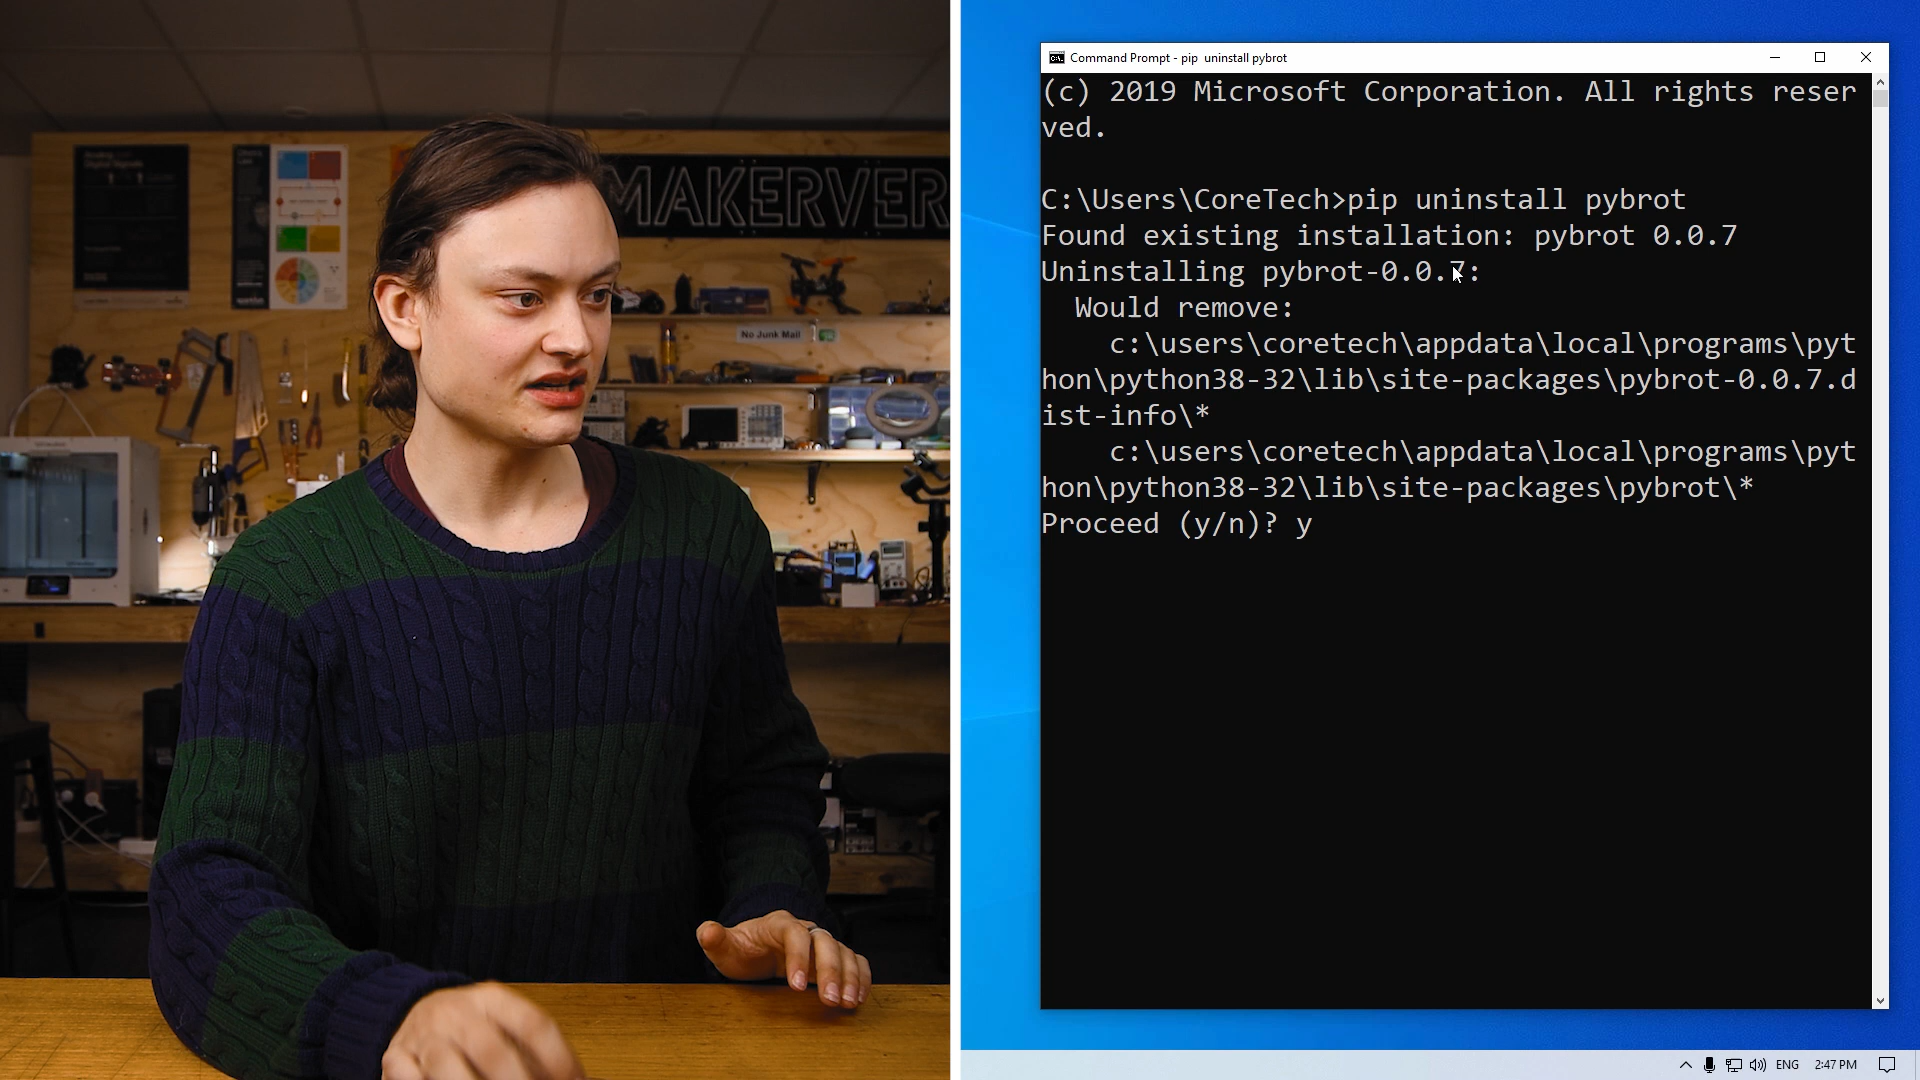 MAKERVER
No Junk Mail
Command Prompt - pip  uninstall pybrot
(c) 2019 Microsoft Corporation. All rights reser
ved.
C:\Users\CoreTech>pip uninstall pybrot
Found existing installation: pybrot 0.0.7
Uninstalling pybrot-0.0.7:
Would remove:
c:\users\coretech\appdata\local\programs\pyt
hon\python38-32\lib\site-packages\pybrot-0.0.7.d
ist-info\*
c:\users\coretech\appdata\local\programs\pyt
hon\python38-32\lib\site-packages\pybrot\*
Proceed (y/n)? y
ENG
2:47 PM